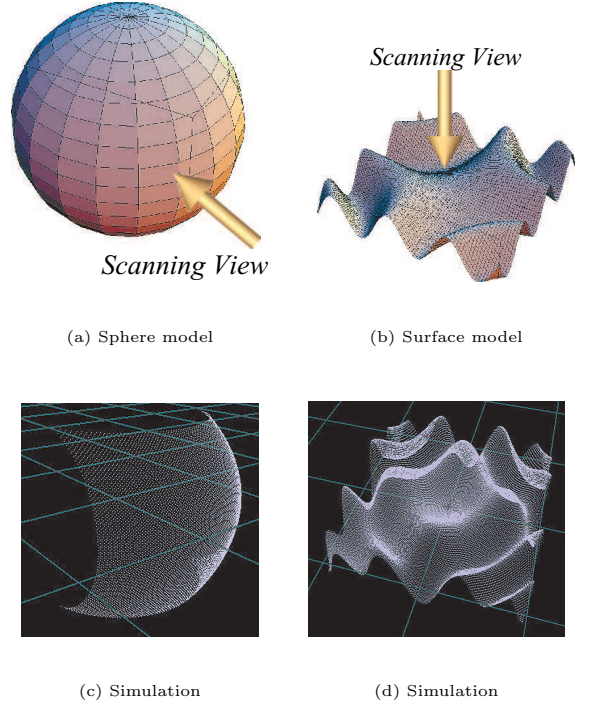 Scanning View
Scanning View
(a) Sphere model
(b) Surface model
(c) Simulation
(d) Simulation